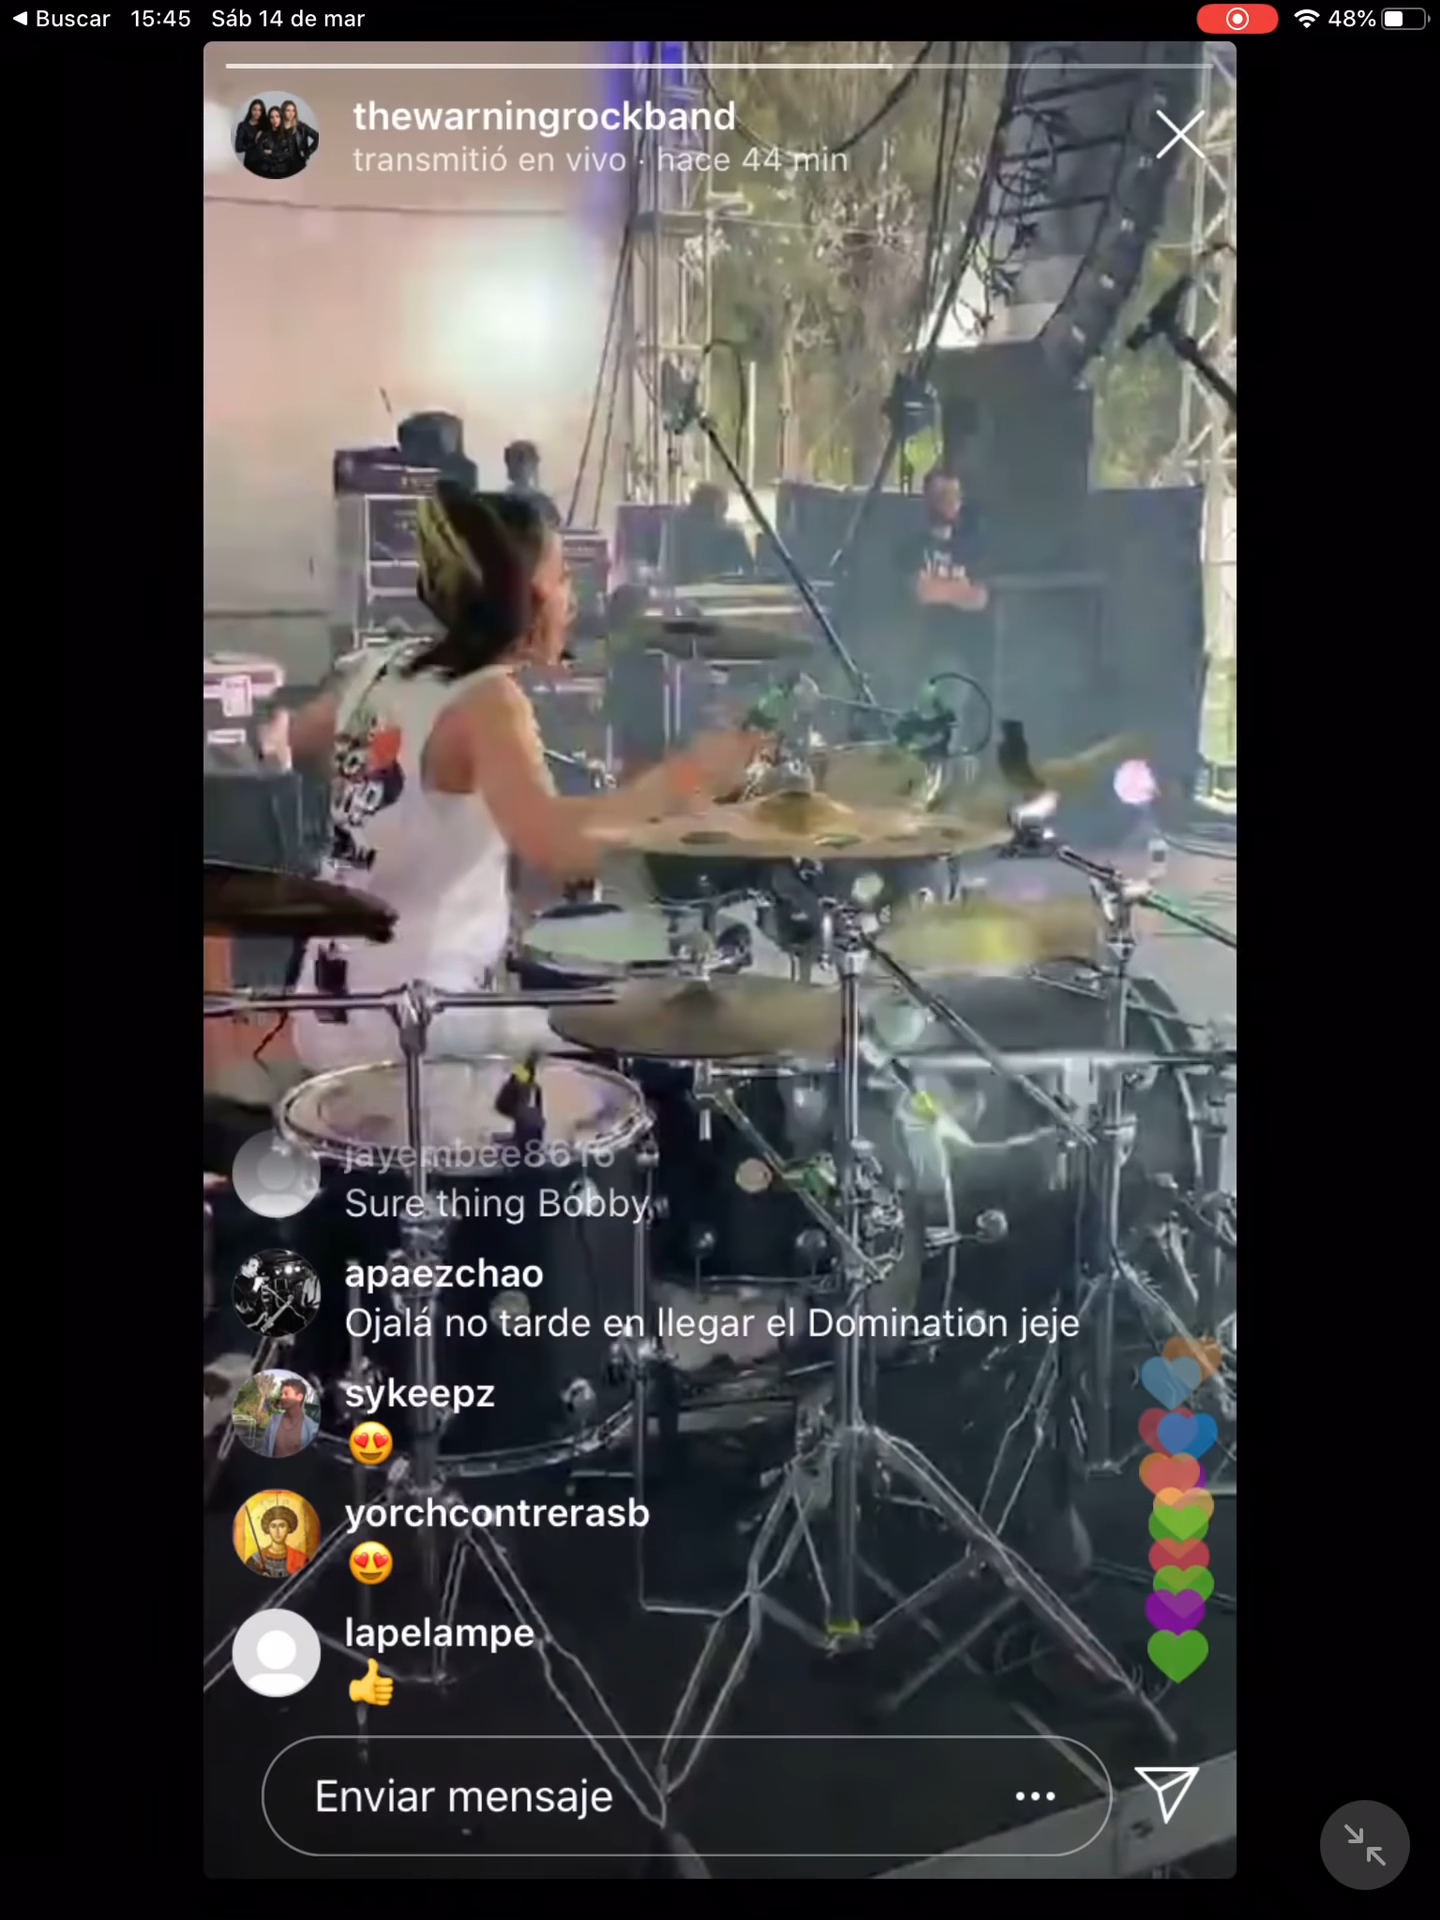 Buscar 15:45 Sáb 14 de mar 48%
thewarningrockband
transmitió en vivo · hace 44 min
jayembee8616
Sure thing Bobby
apaezchao
Ojalá no tarde en llegar el Domination jeje
sykeepz
😍
yorchcontrerasb
😍
lapelampe
👍
Enviar mensaje